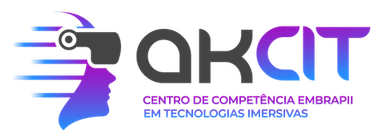 AKCIT
CENTRO DE COMPETÊNCIA EMBRAPII
EM TECNOLOGIAS IMERSIVAS